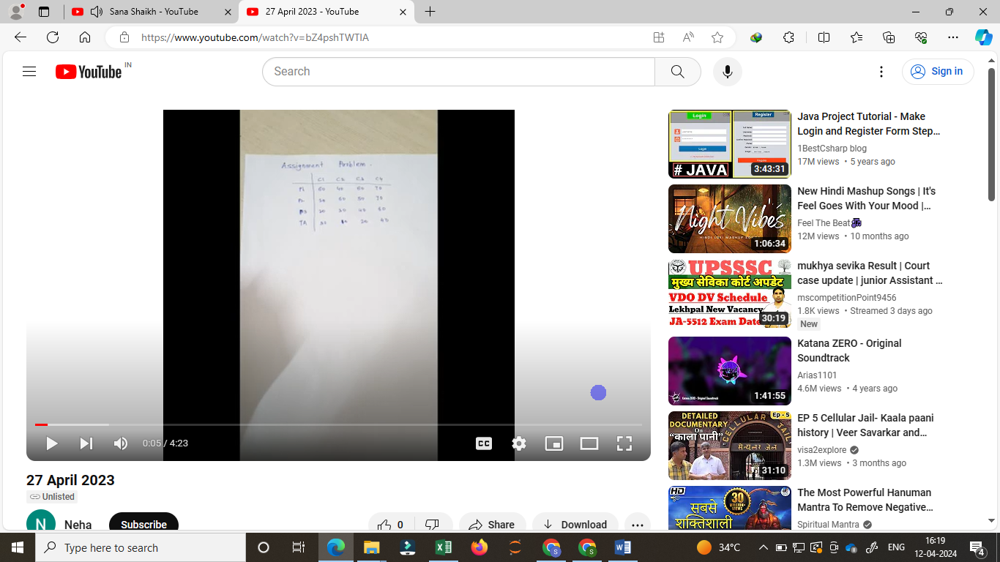 Sana Shaikh - YouTube
27 April 2023 - YouTube
https://www.youtube.com/watch?v=bZ4pshTWTIA
YouTube IN
Search
Sign in
Assignment Problem.
C1 C2 C3 C4
P1 60 40 60 70
50
20 30 40 60
TA 30 20
0:05 / 4:23
CC
27 April 2023
Unlisted
Neha
Subscribe
0
Share
Download
Login
Register
# JAVA
3:43:31
Java Project Tutorial - Make
Login and Register Form Step...
1BestCsharp blog
17M views • 5 years ago
Night Vibes
HINDI LOFI MASHUP
1:06:34
New Hindi Mashup Songs | It's
Feel Goes With Your Mood |...
Feel The Beat
12M views • 10 months ago
UPSSSC
मुख्य सेविका कोर्ट अपडेट
VDO DV Schedule
Lekhpal New Vacancy
JA-5512 Exam Date
30:19
mukhya sevika Result | Court
case update | junior Assistant ...
mscompetitionPoint9456
1.8K views • Streamed 3 days ago
New
Katana ZERO - Original Soundtrack
1:41:55
Katana ZERO - Original
Soundtrack
Arias1101
4.6M views • 4 years ago
DETAILED
DOCUMENTARY
On
“काला पानी”
Ep - 5
CELLULAR JAIL
सेल्यूलर जेल
31:10
EP 5 Cellular Jail- Kaala paani
history | Veer Savarkar and...
visa2explore
1.3M views • 3 months ago
HD
30
MILLION+
VIEWS
सबसे
शक्तिशाली
The Most Powerful Hanuman
Mantra To Remove Negative...
Spiritual Mantra
Type here to search
34°C
ENG
16:19
12-04-2024
4